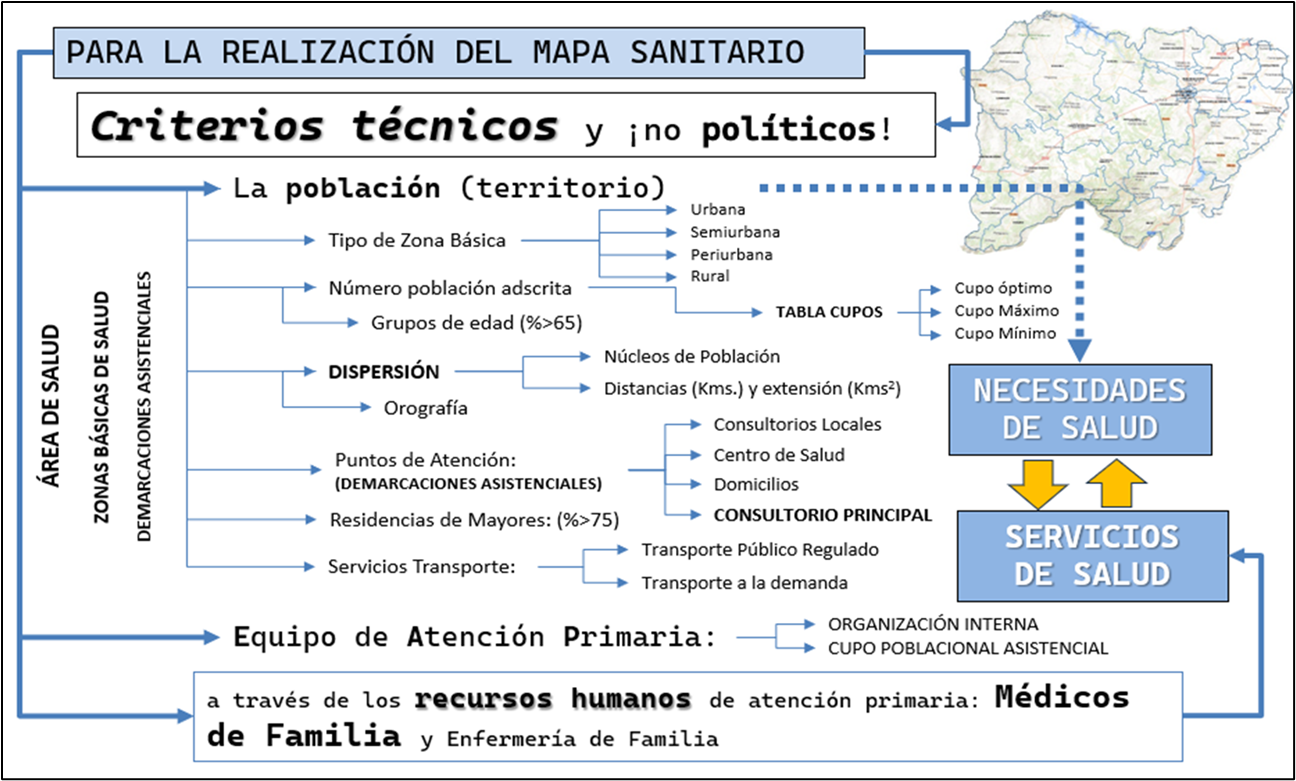 PARA LA REALIZACIÓN DEL MAPA SANITARIO
Criterios técnicos y ¡no políticos!
La población (territorio)
Tipo de Zona Básica
Urbana
Semiurbana
Periurbana
Rural
Número población adscrita
Grupos de edad (%>65)
TABLA CUPOS
Cupo óptimo
Cupo Máximo
Cupo Mínimo
DISPERSIÓN
Núcleos de Población
Distancias (Kms.) y extensión (Kms²)
Orografía
Puntos de Atención:
(DEMARCACIONES ASISTENCIALES)
Consultorios Locales
Centro de Salud
Domicilios
CONSULTORIO PRINCIPAL
Residencias de Mayores: (%>75)
Servicios Transporte:
Transporte Público Regulado
Transporte a la demanda
ÁREA DE SALUD
ZONAS BÁSICAS DE SALUD
DEMARCACIONES ASISTENCIALES
NECESIDADES
DE SALUD
SERVICIOS
DE SALUD
Equipo de Atención Primaria:
ORGANIZACIÓN INTERNA
CUPO POBLACIONAL ASISTENCIAL
a través de los recursos humanos de atención primaria: Médicos
de Familia y Enfermería de Familia